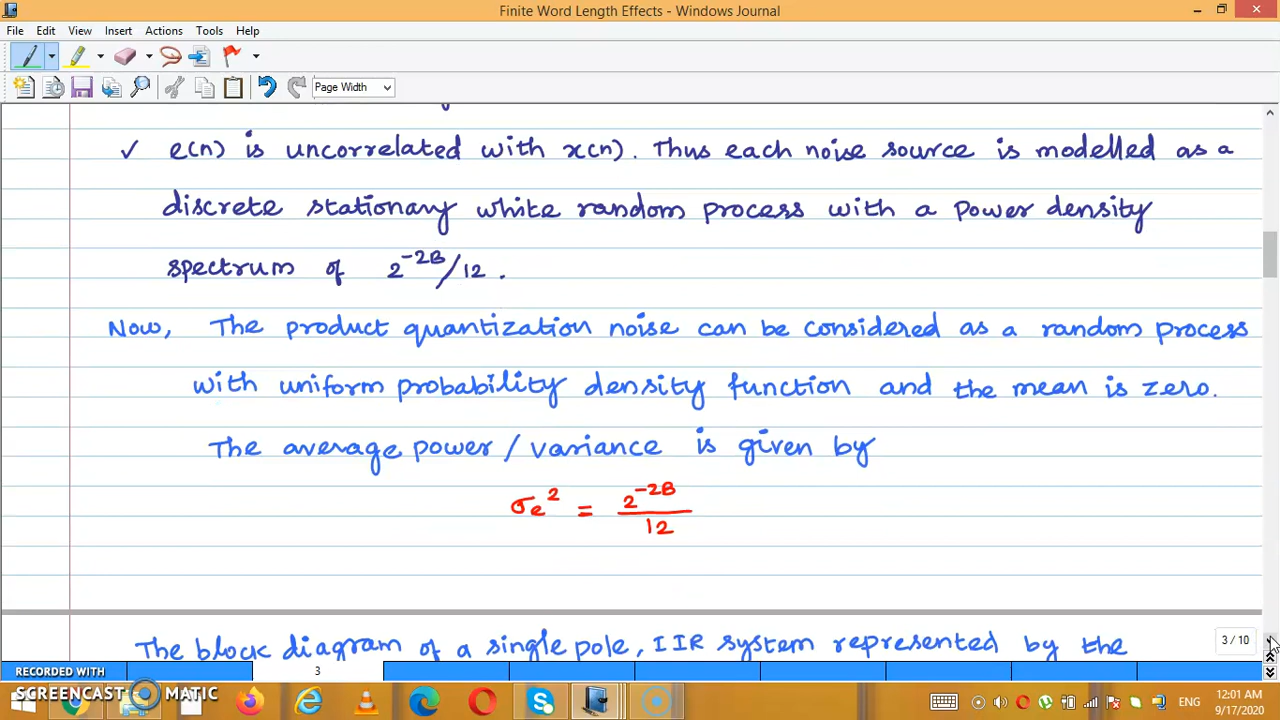 Finite Word Length Effects - Windows Journal
File Edit View Insert Actions Tools Help
Page Width
✓ e(n) is uncorrelated with x(n). Thus each noise source is modelled as a
discrete stationary white random process with a power density
spectrum of 2^{-2B}/12.
Now, The product quantization noise can be considered as a random process
with uniform probability density function and the mean is zero.
The average power/variance is given by
σ_e^2 = 2^{-2B}/12
The block diagram of a single pole, IIR system represented by the
3 / 10
3
RECORDED WITH
SCREENCAST MATIC
ENG
12:01 AM
9/17/2020